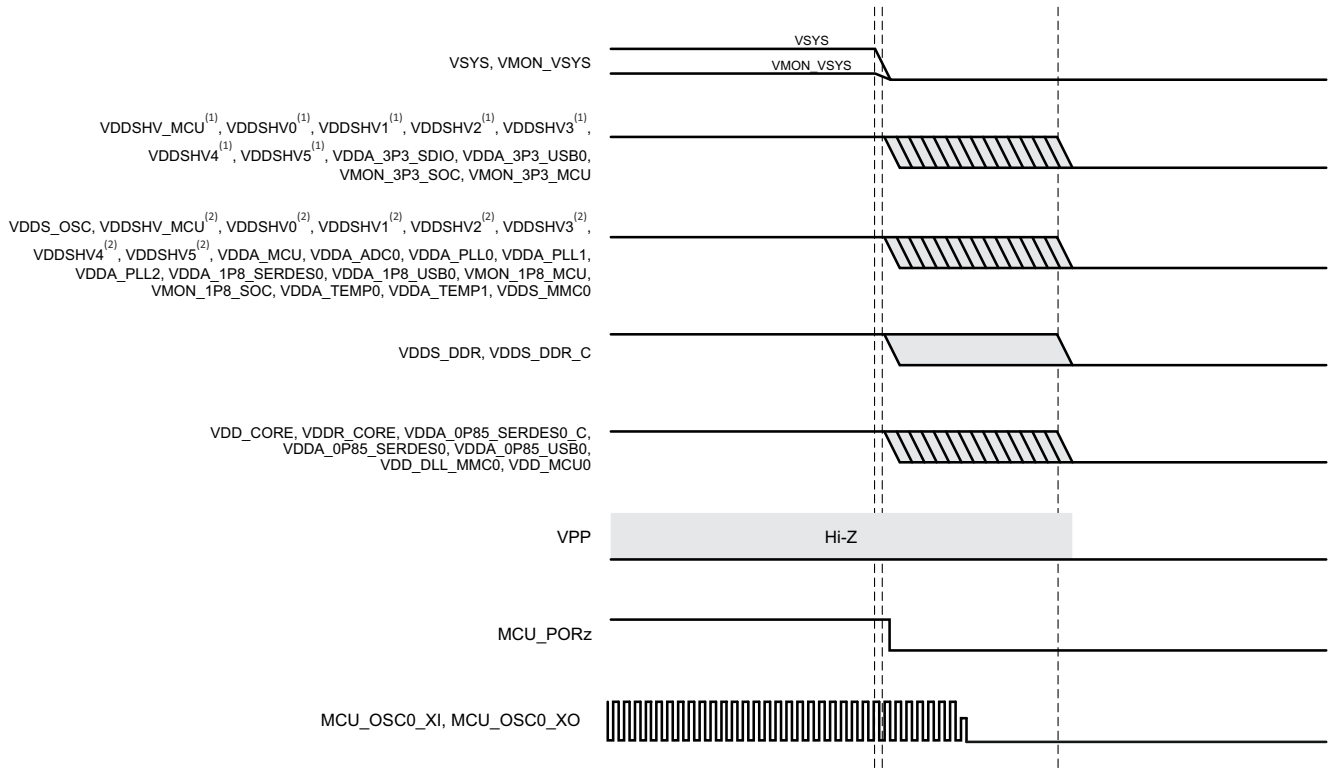 VSYS
VSYS, VMON_VSYS
VMON_VSYS
VDDSHV_MCU(1), VDDSHV0(1), VDDSHV1(1), VDDSHV2(1), VDDSHV3(1),
VDDSHV4(1), VDDSHV5(1), VDDA_3P3_SDIO, VDDA_3P3_USB0,
VMON_3P3_SOC, VMON_3P3_MCU
VDDS_OSC, VDDSHV_MCU(2), VDDSHV0(2), VDDSHV1(2), VDDSHV2(2), VDDSHV3(2),
VDDSHV4(2), VDDSHV5(2), VDDA_MCU, VDDA_ADC0, VDDA_PLL0, VDDA_PLL1,
VDDA_PLL2, VDDA_1P8_SERDES0, VDDA_1P8_USB0, VMON_1P8_MCU,
VMON_1P8_SOC, VDDA_TEMP0, VDDA_TEMP1, VDDS_MMC0
VDDS_DDR, VDDS_DDR_C
VDD_CORE, VDDR_CORE, VDDA_0P85_SERDES0_C,
VDDA_0P85_SERDES0, VDDA_0P85_USB0,
VDD_DLL_MMC0, VDD_MCU0
VPP
Hi-Z
MCU_PORz
MCU_OSC0_XI, MCU_OSC0_XO